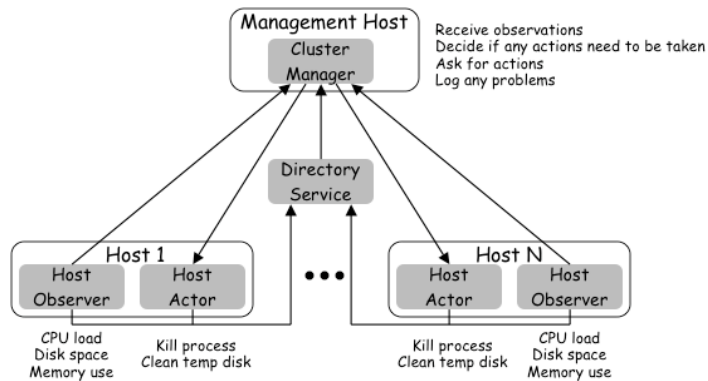 Management Host
Cluster
Manager
Receive observations
Decide if any actions need to be taken
Ask for actions
Log any problems
Directory
Service
Host 1
Host
Observer
Host
Actor
CPU load
Disk space
Memory use
Kill process
Clean temp disk
Host N
Host
Actor
Host
Observer
Kill process
Clean temp disk
CPU load
Disk space
Memory use